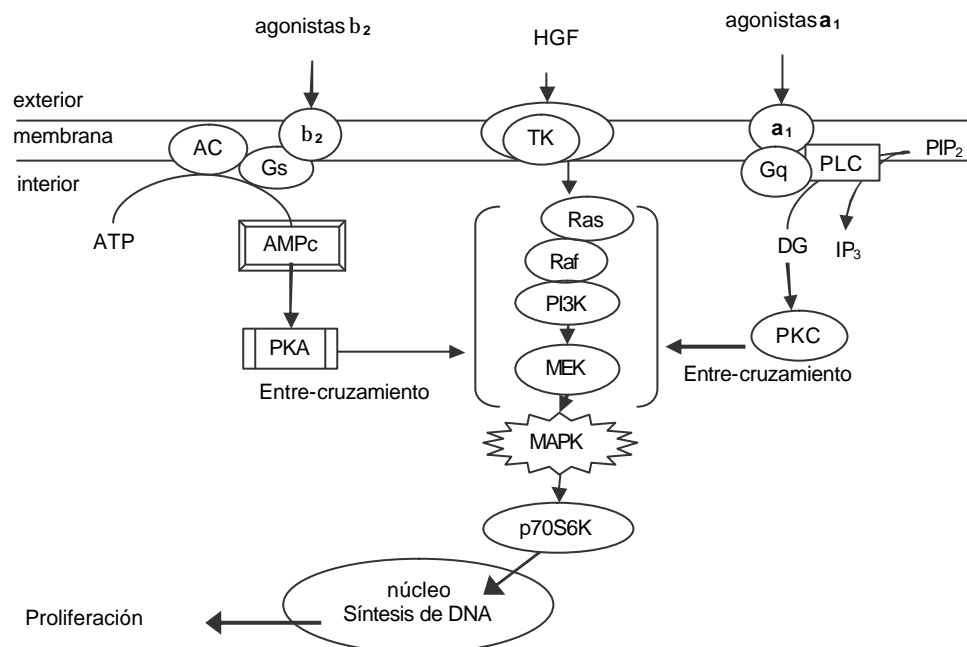 agonistas b₂
HGF
agonistas a₁
exterior
membrana
interior
AC
Gs
b₂
TK
a₁
Gq
PLC
PIP₂
ATP
AMPc
Ras
Raf
PI3K
MEK
DG
IP₃
PKA
PKC
Entre-cruzamiento
Entre-cruzamiento
MAPK
p70S6K
núcleo
Síntesis de DNA
Proliferación